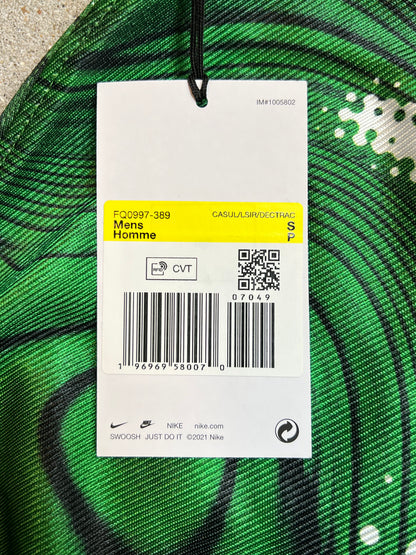 IM#1005802
FQ0997-389 CASUL/LSIR/DECTRAC
Mens S
Homme P
RFID CVT
07049
1 96969 58007 0
NIKE nike.com
SWOOSH JUST DO IT ©2021 Nike